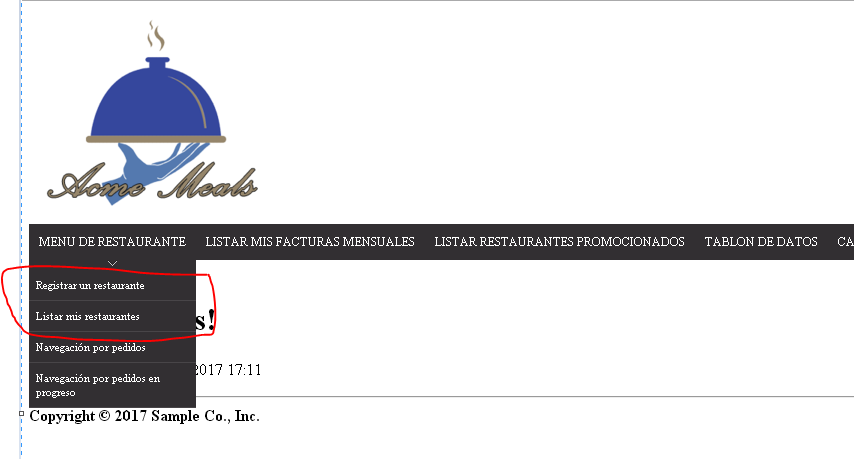 Acme Meals
MENU DE RESTAURANTE LISTAR MIS FACTURAS MENSUALES LISTAR RESTAURANTES PROMOCIONADOS TABLON DE DATOS CA
Registrar un restaurante
Listar mis restaurantes
s!
Navegación por pedidos
2017 17:11
Navegación por pedidos en
progreso
Copyright © 2017 Sample Co., Inc.